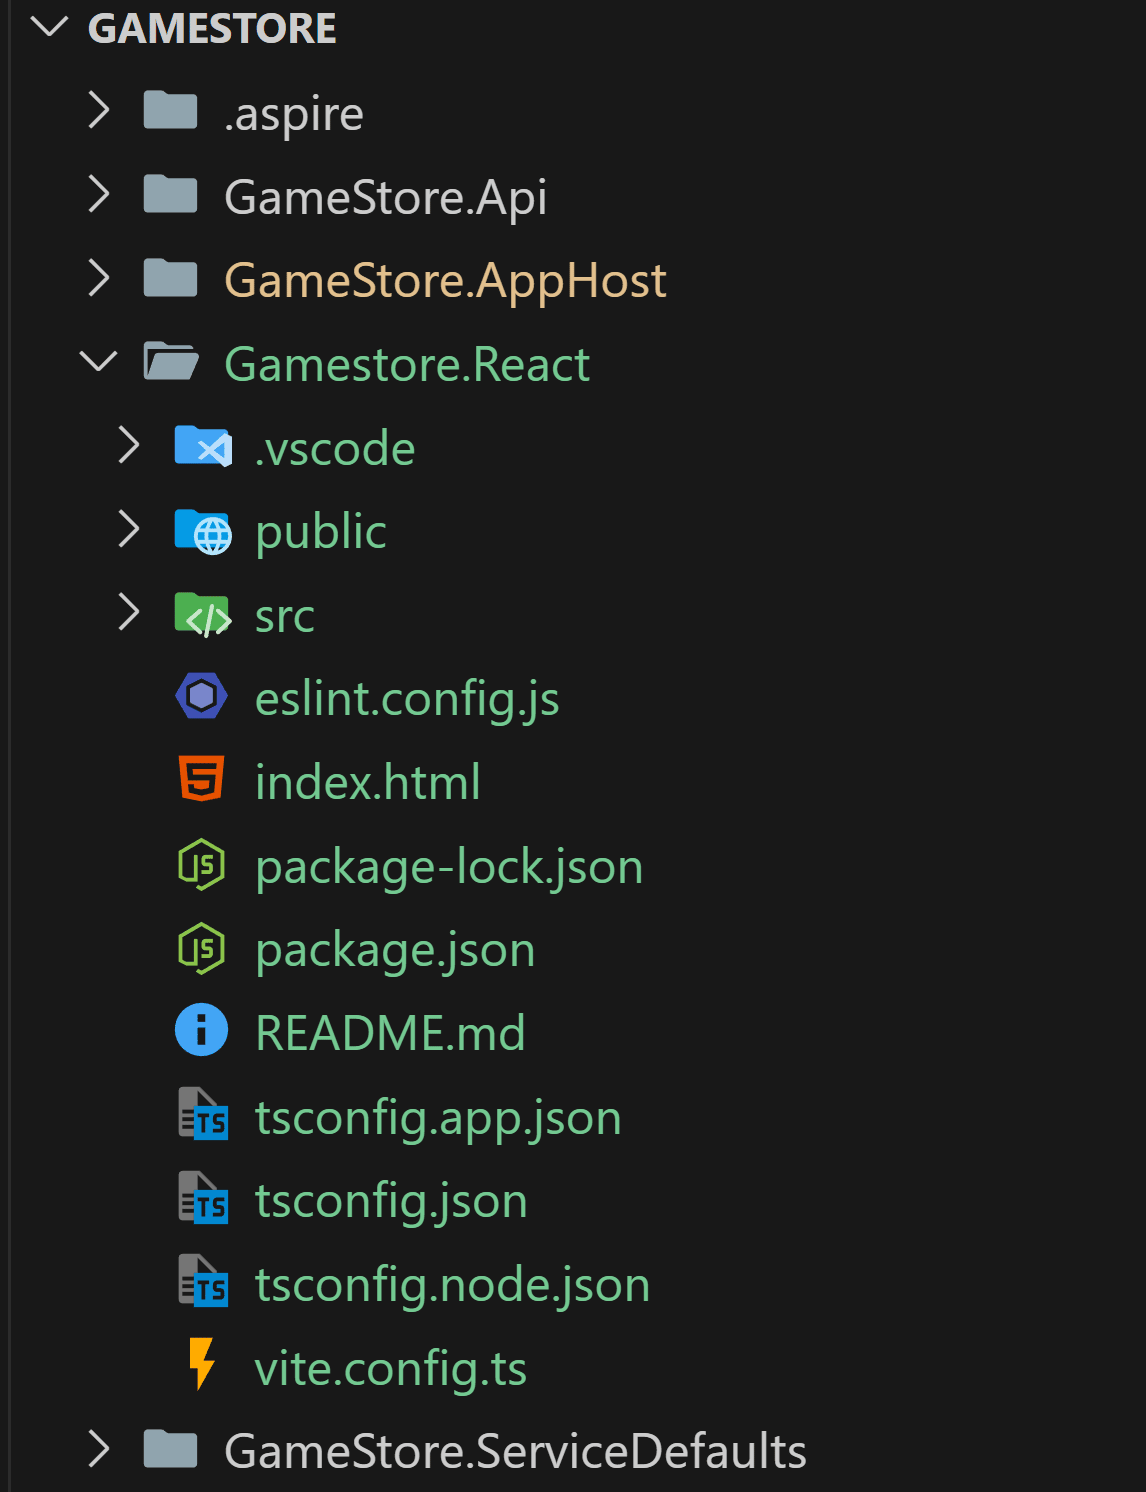 GAMESTORE
.aspire
GameStore.Api
GameStore.AppHost
Gamestore.React
.vscode
public
src
eslint.config.js
index.html
package-lock.json
package.json
README.md
tsconfig.app.json
tsconfig.json
tsconfig.node.json
vite.config.ts
GameStore.ServiceDefaults